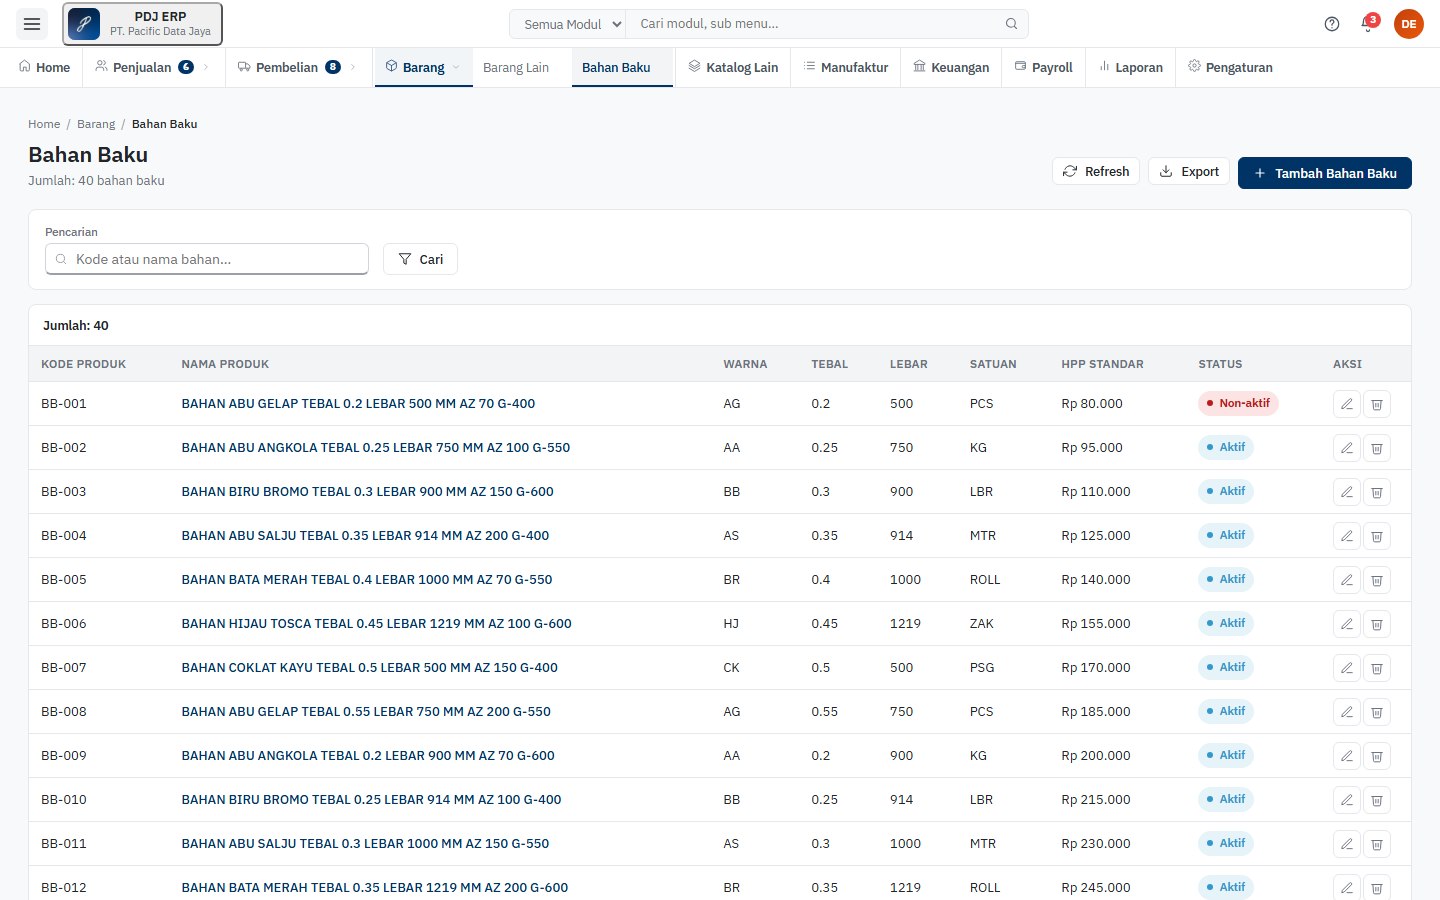 PDJ ERP
PT. Pacific Data Jaya
Semua Modul
Cari modul, sub menu...
3
DE
Home
Penjualan 6
Pembelian 8
Barang
Barang Lain
Bahan Baku
Katalog Lain
Manufaktur
Keuangan
Payroll
Laporan
Pengaturan
Home / Barang / Bahan Baku
Bahan Baku
Jumlah: 40 bahan baku
Refresh
Export
Tambah Bahan Baku
Pencarian
Kode atau nama bahan...
Cari
Jumlah: 40
KODE PRODUK NAMA PRODUK WARNA TEBAL LEBAR SATUAN HPP STANDAR STATUS AKSI
BB-001 BAHAN ABU GELAP TEBAL 0.2 LEBAR 500 MM AZ 70 G-400 AG 0.2 500 PCS Rp 80.000 Non-aktif
BB-002 BAHAN ABU ANGKOLA TEBAL 0.25 LEBAR 750 MM AZ 100 G-550 AA 0.25 750 KG Rp 95.000 Aktif
BB-003 BAHAN BIRU BROMO TEBAL 0.3 LEBAR 900 MM AZ 150 G-600 BB 0.3 900 LBR Rp 110.000 Aktif
BB-004 BAHAN ABU SALJU TEBAL 0.35 LEBAR 914 MM AZ 200 G-400 AS 0.35 914 MTR Rp 125.000 Aktif
BB-005 BAHAN BATA MERAH TEBAL 0.4 LEBAR 1000 MM AZ 70 G-550 BR 0.4 1000 ROLL Rp 140.000 Aktif
BB-006 BAHAN HIJAU TOSCA TEBAL 0.45 LEBAR 1219 MM AZ 100 G-600 HJ 0.45 1219 ZAK Rp 155.000 Aktif
BB-007 BAHAN COKLAT KAYU TEBAL 0.5 LEBAR 500 MM AZ 150 G-400 CK 0.5 500 PSG Rp 170.000 Aktif
BB-008 BAHAN ABU GELAP TEBAL 0.55 LEBAR 750 MM AZ 200 G-550 AG 0.55 750 PCS Rp 185.000 Aktif
BB-009 BAHAN ABU ANGKOLA TEBAL 0.2 LEBAR 900 MM AZ 70 G-600 AA 0.2 900 KG Rp 200.000 Aktif
BB-010 BAHAN BIRU BROMO TEBAL 0.25 LEBAR 914 MM AZ 100 G-400 BB 0.25 914 LBR Rp 215.000 Aktif
BB-011 BAHAN ABU SALJU TEBAL 0.3 LEBAR 1000 MM AZ 150 G-550 AS 0.3 1000 MTR Rp 230.000 Aktif
BB-012 BAHAN BATA MERAH TEBAL 0.35 LEBAR 1219 MM AZ 200 G-600 BR 0.35 1219 ROLL Rp 245.000 Aktif